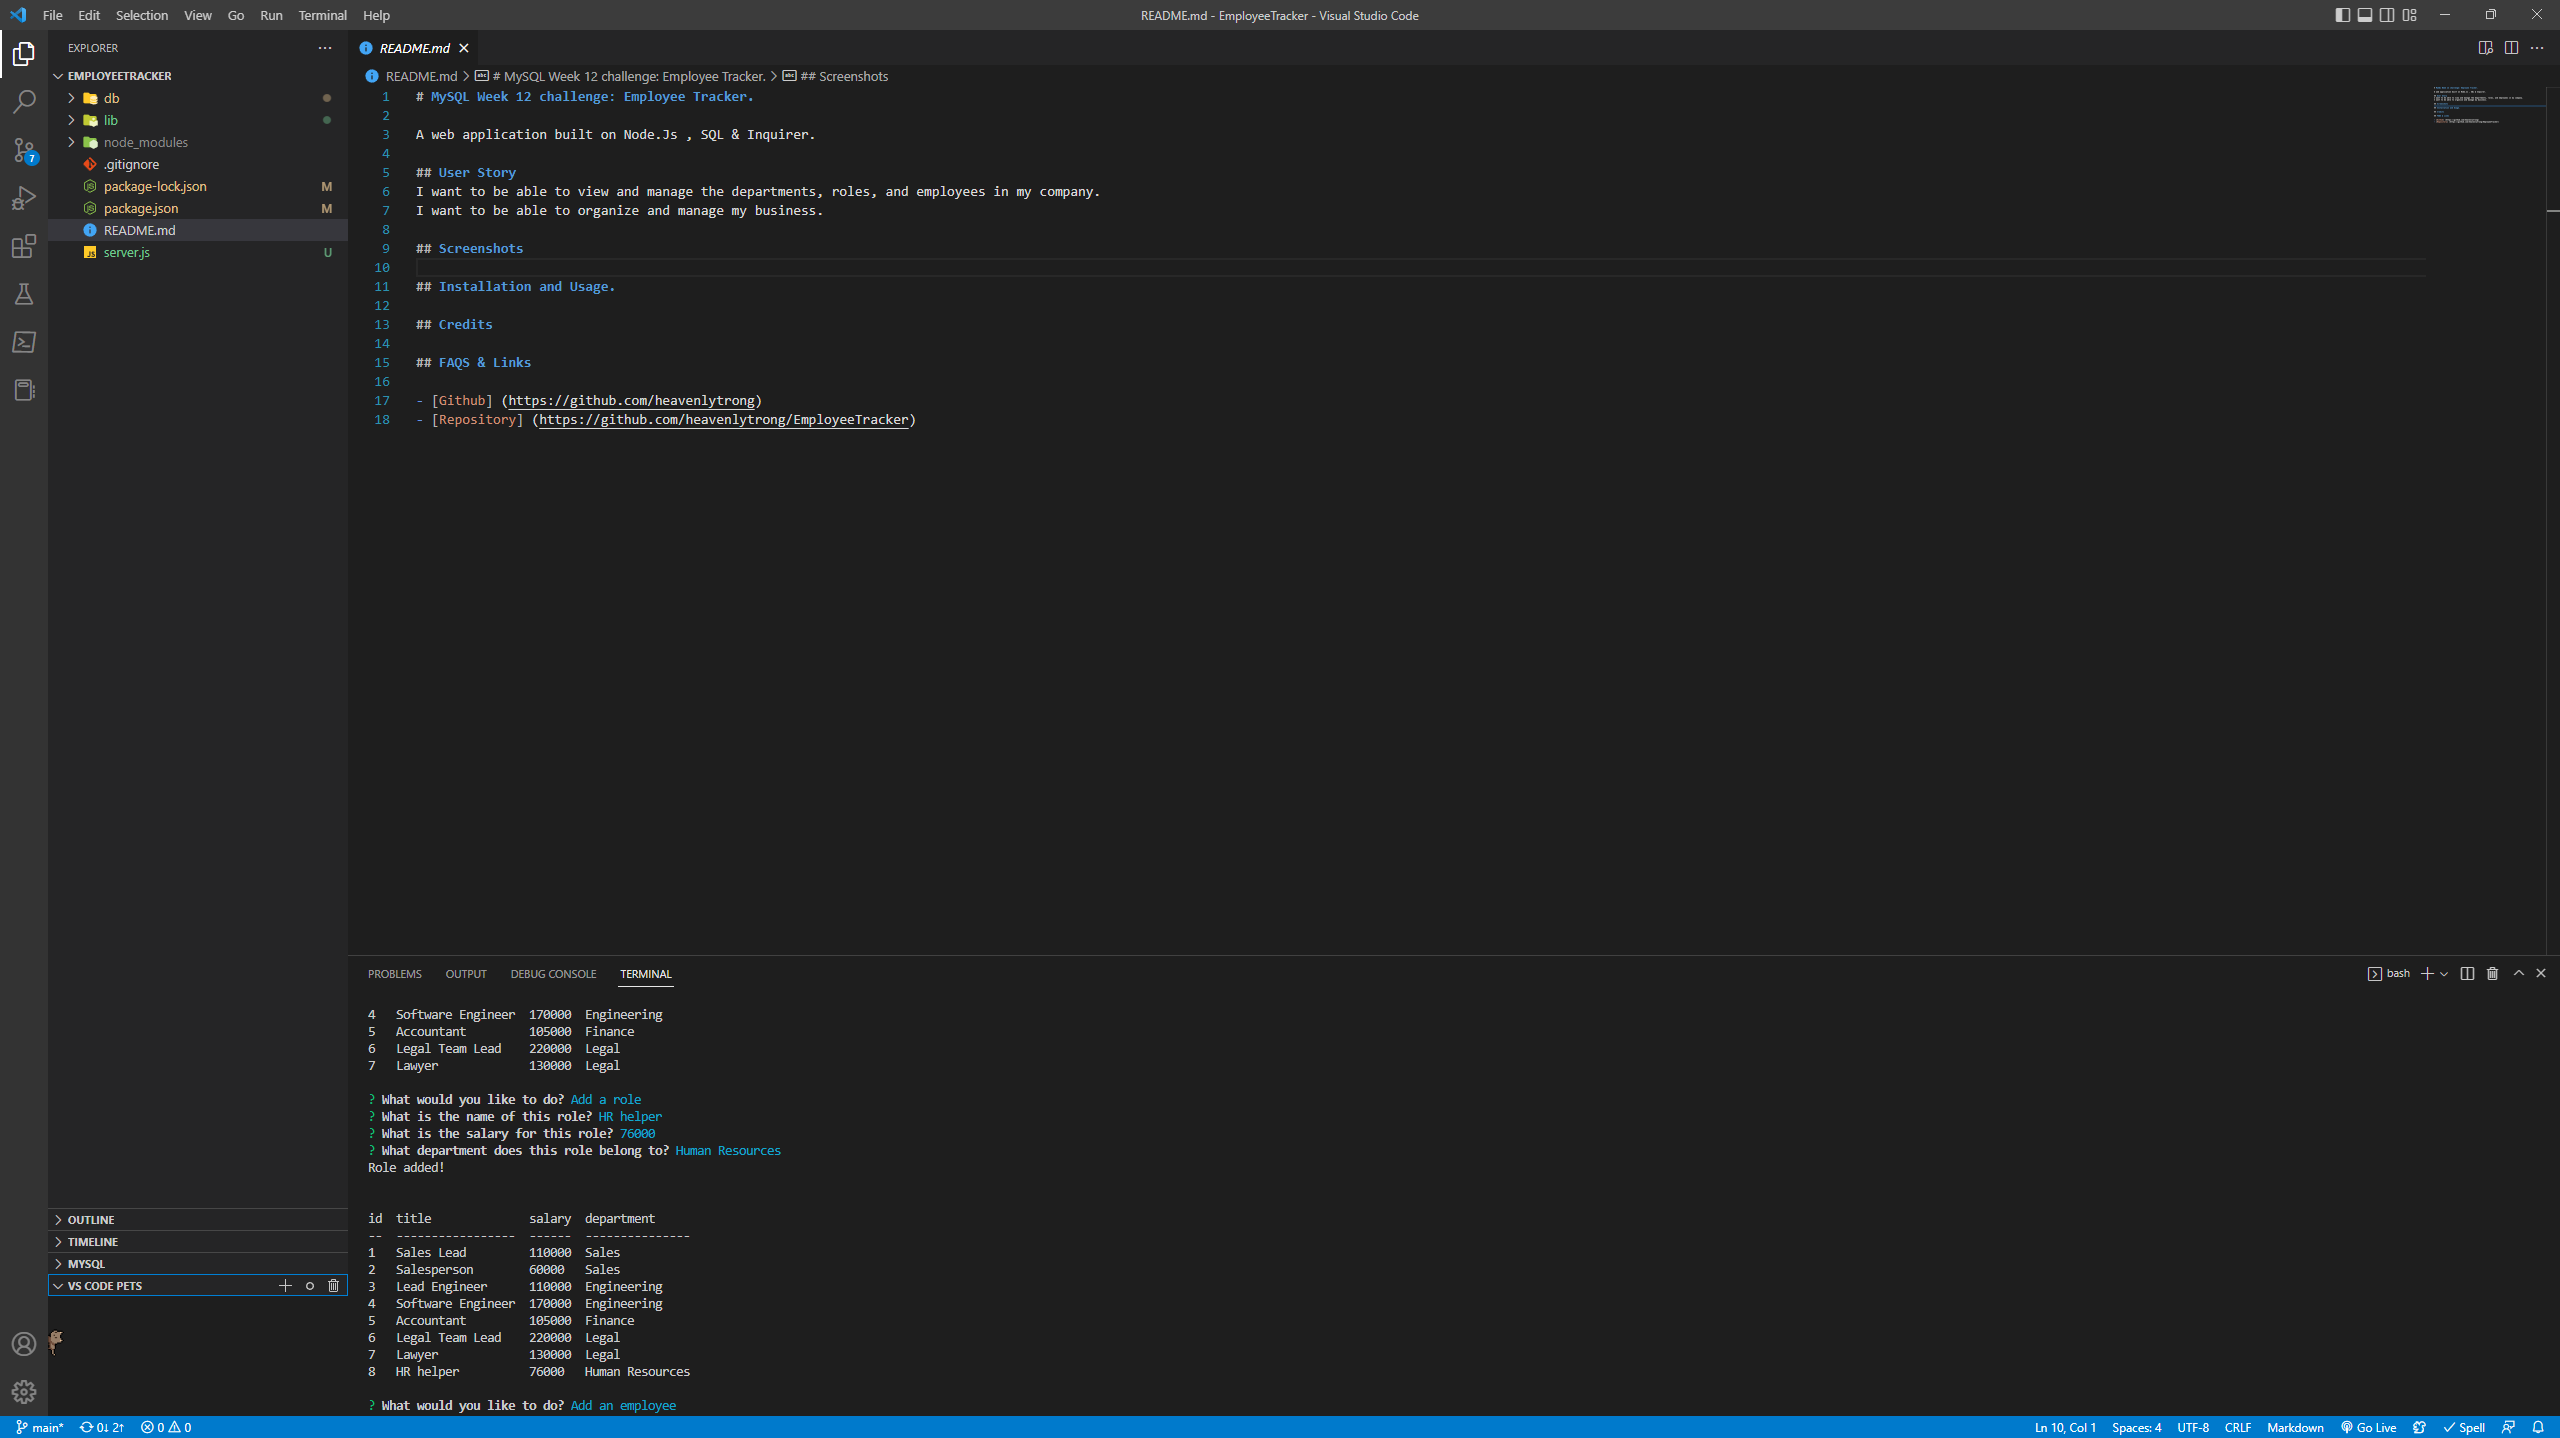 File Edit Selection View Go Run Terminal Help
README.md - EmployeeTracker - Visual Studio Code
EXPLORER
EMPLOYEETRACKER
db
lib
node_modules
.gitignore
package-lock.json M
package.json M
README.md
server.js U
7
OUTLINE
TIMELINE
MYSQL
VS CODE PETS
README.md
README.md > # MySQL Week 12 challenge: Employee Tracker. > ## Screenshots
1 # MySQL Week 12 challenge: Employee Tracker.
2
3 A web application built on Node.Js , SQL & Inquirer.
4
5 ## User Story
6 I want to be able to view and manage the departments, roles, and employees in my company.
7 I want to be able to organize and manage my business.
8
9 ## Screenshots
10
11 ## Installation and Usage.
12
13 ## Credits
14
15 ## FAQS & Links
16
17 - [Github] (https://github.com/heavenlytrong)
18 - [Repository] (https://github.com/heavenlytrong/EmployeeTracker)
PROBLEMS OUTPUT DEBUG CONSOLE TERMINAL
bash
4 Software Engineer 170000 Engineering
5 Accountant 105000 Finance
6 Legal Team Lead 220000 Legal
7 Lawyer 130000 Legal
? What would you like to do? Add a role
? What is the name of this role? HR helper
? What is the salary for this role? 76000
? What department does this role belong to? Human Resources
Role added!
id title salary department
-- ----------------- ------ ---------------
1 Sales Lead 110000 Sales
2 Salesperson 60000 Sales
3 Lead Engineer 110000 Engineering
4 Software Engineer 170000 Engineering
5 Accountant 105000 Finance
6 Legal Team Lead 220000 Legal
7 Lawyer 130000 Legal
8 HR helper 76000 Human Resources
? What would you like to do? Add an employee
main* 0↓ 2↑ 0 0
Ln 10, Col 1 Spaces: 4 UTF-8 CRLF Markdown Go Live Spell